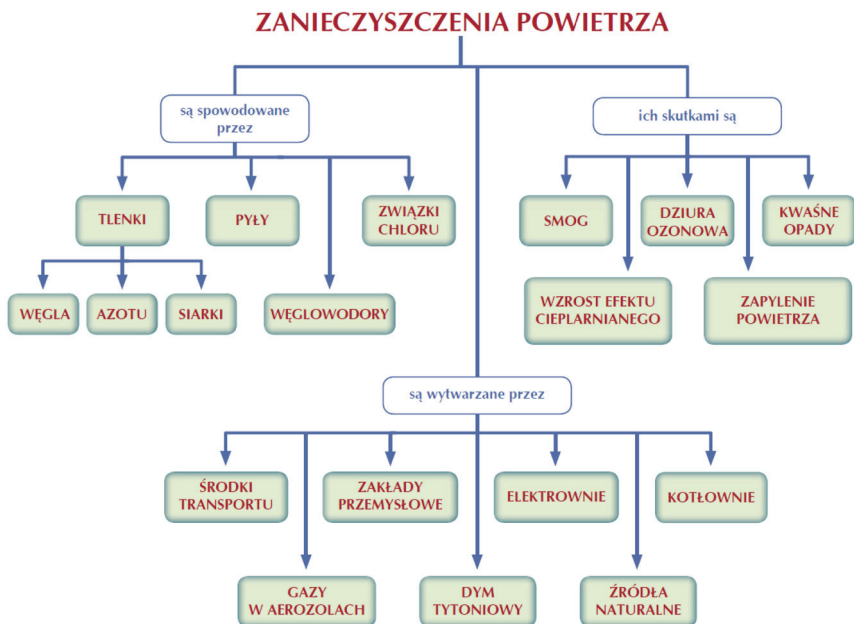 ZANIECZYSZCZENIA POWIETRZA
są spowodowane
przez
ich skutkami są
TLENKI
PYŁY
ZWIĄZKI
CHLORU
WĘGLA
AZOTU
SIARKI
WĘGLOWODORY
SMOG
DZIURA
OZONOWA
KWAŚNE
OPADY
WZROST EFEKTU
CIEPLARNIANEGO
ZAPYLENIE
POWIETRZA
są wytwarzane przez
ŚRODKI
TRANSPORTU
ZAKŁADY
PRZEMYSŁOWE
ELEKTROWNIE
KOTŁOWNIE
GAZY
W AEROZOLACH
DYM
TYTONIOWY
ŹRÓDŁA
NATURALNE